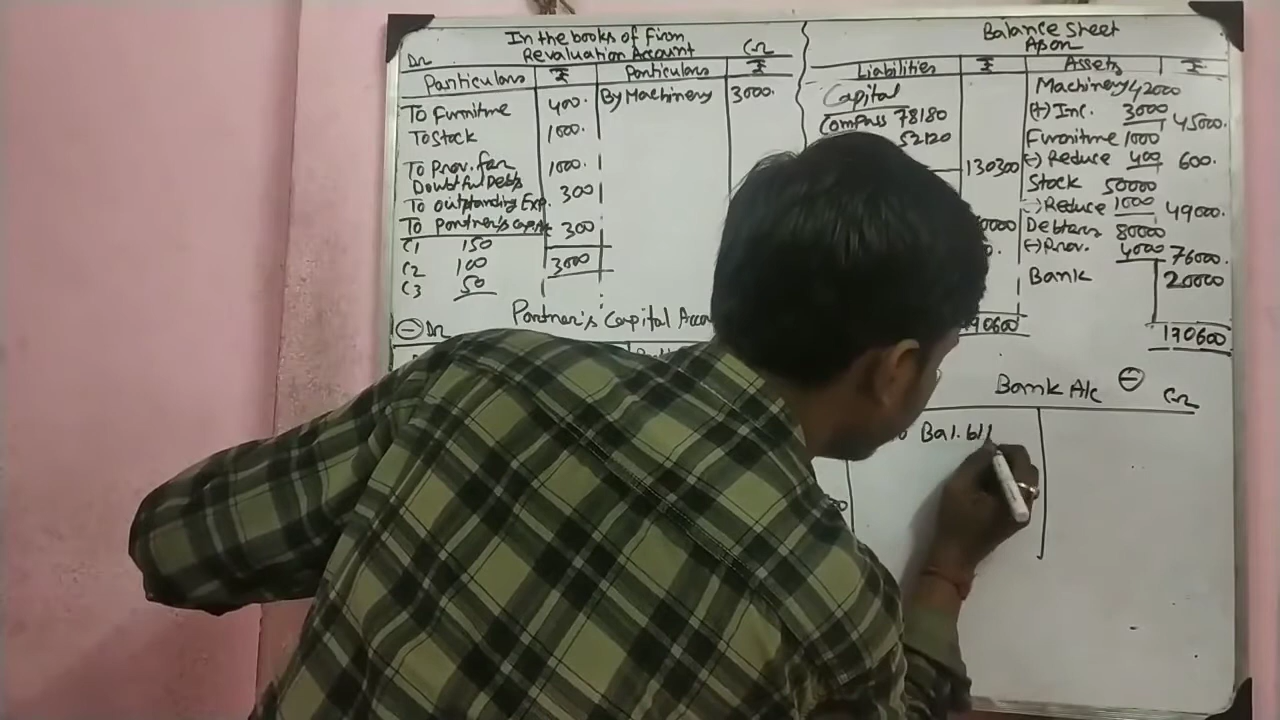 In the books of Firm
Dr Revaluation Account Cr
Particulars ₹ Particulars ₹
To Furniture 400. By Machinery 3000.
To Stock 1000.
To Prov. for 1000.
Doubtful Debts
To outstanding Exp. 300
To partner's capit 300
C1 150
C2 100 3000
C3 50
Partner's Capital Accou
⊖ Dr
Balance Sheet
As on
Liabilities ₹ Assets ₹
Capital Machinery 42000
Compass 78180 (+) Inc. 3000 45000.
52120 Furniture 1000
130300 (-) Reduce 400 600.
Stock 50000
(-) Reduce 1000 49000.
0000 Debtors 80000
(-) Prov. 4000 76000.
Bank 20000
70600 170600
Bank A/c ⊖
Cr
Bal. b/